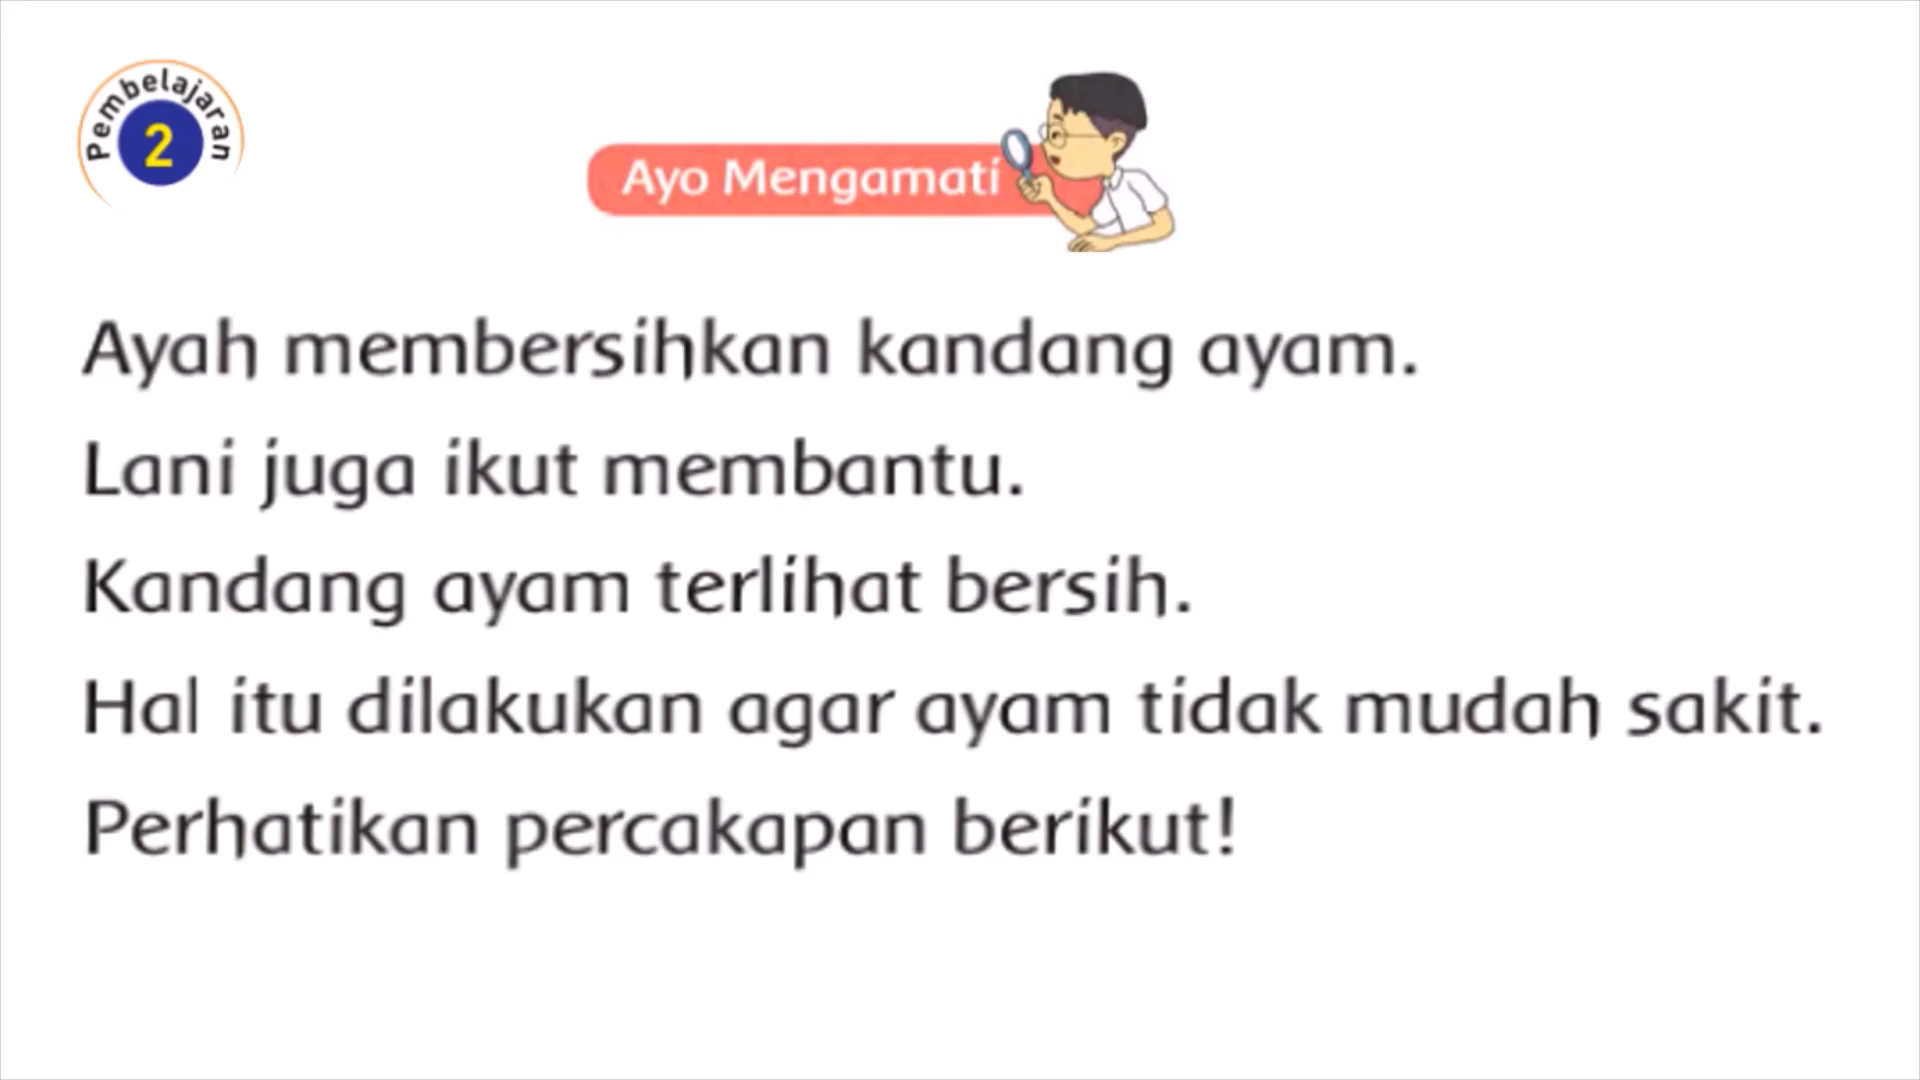 Pembelajaran
2
Ayo Mengamati
Ayah membersihkan kandang ayam.
Lani juga ikut membantu.
Kandang ayam terlihat bersih.
Hal itu dilakukan agar ayam tidak mudah sakit.
Perhatikan percakapan berikut!